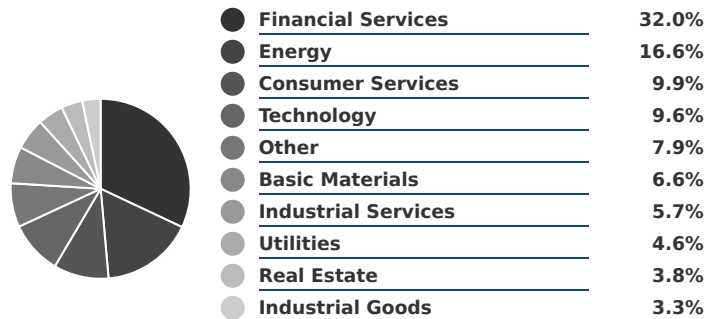 Financial Services 32.0%
Energy 16.6%
Consumer Services 9.9%
Technology 9.6%
Other 7.9%
Basic Materials 6.6%
Industrial Services 5.7%
Utilities 4.6%
Real Estate 3.8%
Industrial Goods 3.3%